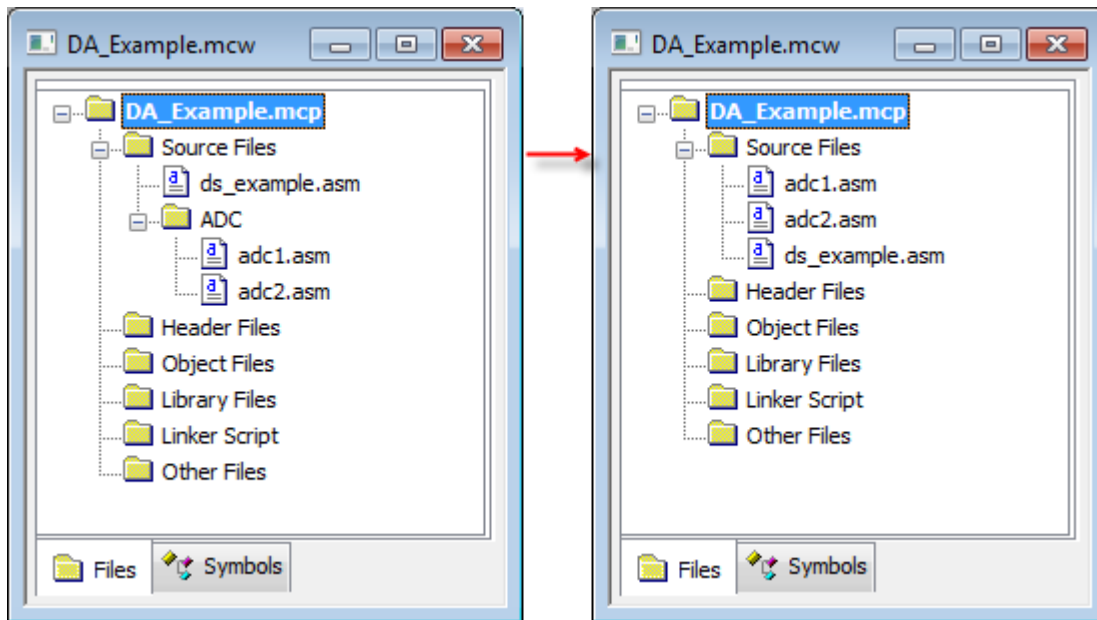 DA_Example.mcw
DA_Example.mcp
Source Files
ds_example.asm
ADC
adc1.asm
adc2.asm
Header Files
Object Files
Library Files
Linker Script
Other Files
Files
Symbols
DA_Example.mcw
DA_Example.mcp
Source Files
adc1.asm
adc2.asm
ds_example.asm
Header Files
Object Files
Library Files
Linker Script
Other Files
Files
Symbols